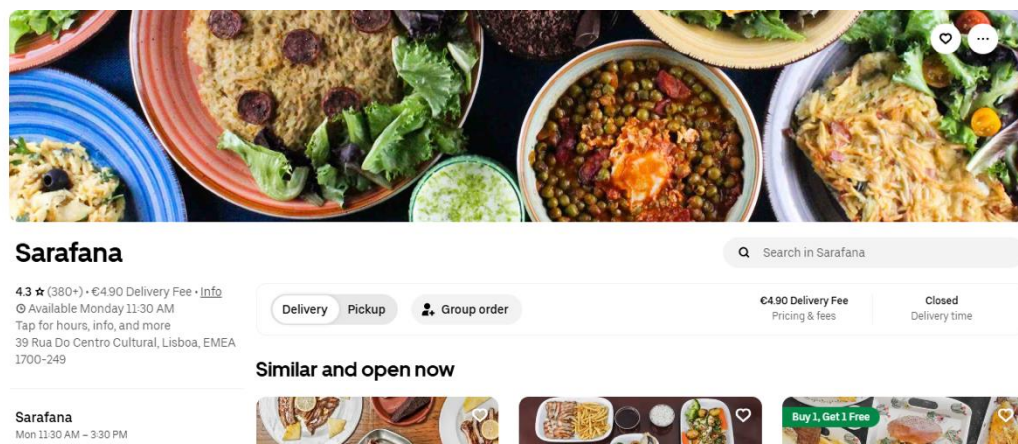 Sarafana
Search in Sarafana
4.3 ★ (380+) • €4.90 Delivery Fee • Info
Available Monday 11:30 AM
Tap for hours, info, and more
39 Rua Do Centro Cultural, Lisboa, EMEA
1700-249
Delivery
Pickup
Group order
€4.90 Delivery Fee
Pricing & fees
Closed
Delivery time
Similar and open now
Sarafana
Mon 11:30 AM – 3:30 PM
Buy 1, Get 1 Free